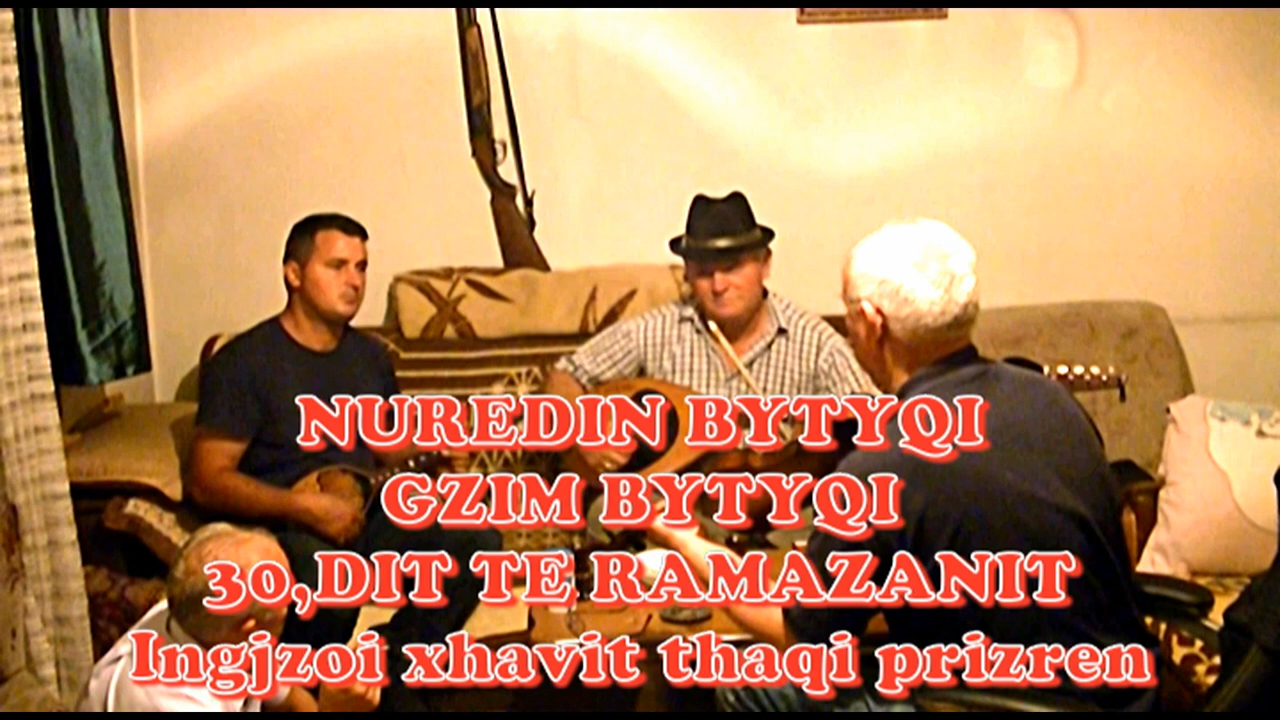 NUREDIN BYTYQI
GZIM BYTYQI
30,DIT TE RAMAZANIT
Ingjzoi xhavit thaqi prizren